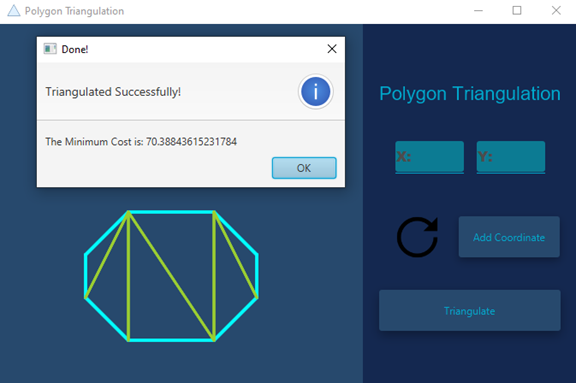 Polygon Triangulation
Done!
Triangulated Successfully!
The Minimum Cost is: 70.38843615231784
OK
Polygon Triangulation
X: Y:
Add Coordinate
Triangulate